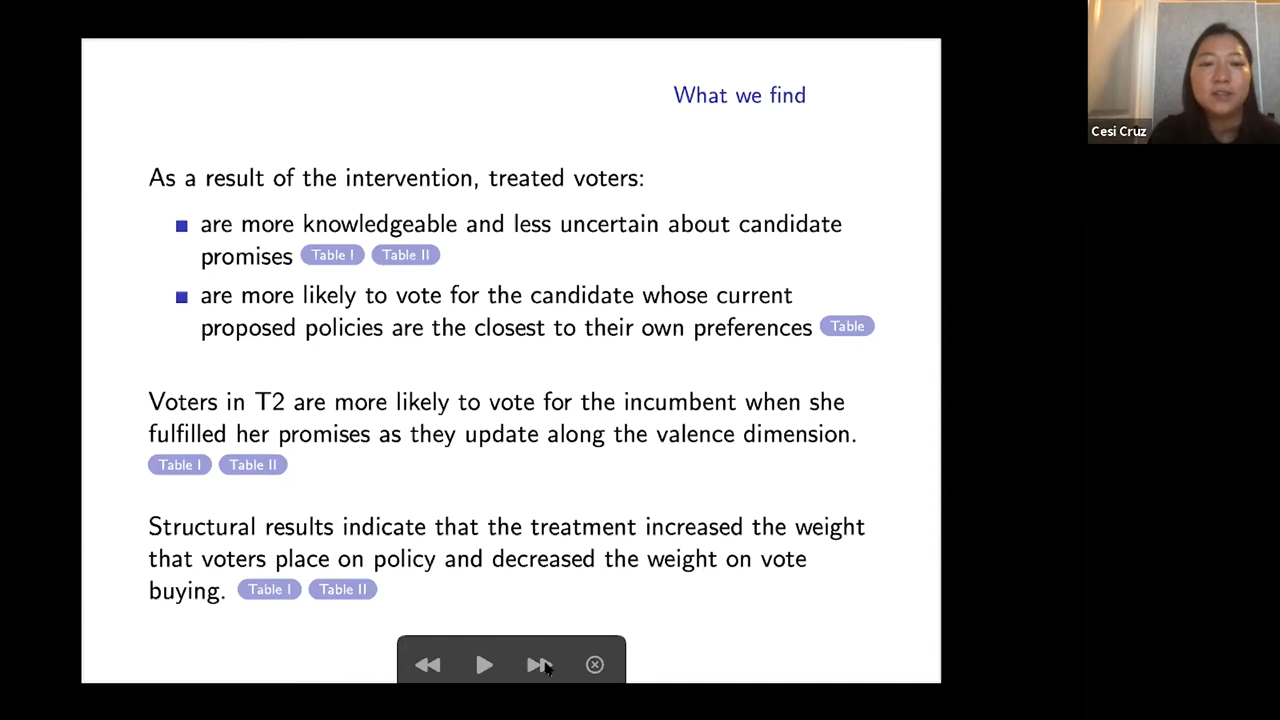 What we find
As a result of the intervention, treated voters:
are more knowledgeable and less uncertain about candidate
promises Table I Table II
are more likely to vote for the candidate whose current
proposed policies are the closest to their own preferences Table
Voters in T2 are more likely to vote for the incumbent when she
fulfilled her promises as they update along the valence dimension.
Table I Table II
Structural results indicate that the treatment increased the weight
that voters place on policy and decreased the weight on vote
buying. Table I Table II
Cesi Cruz